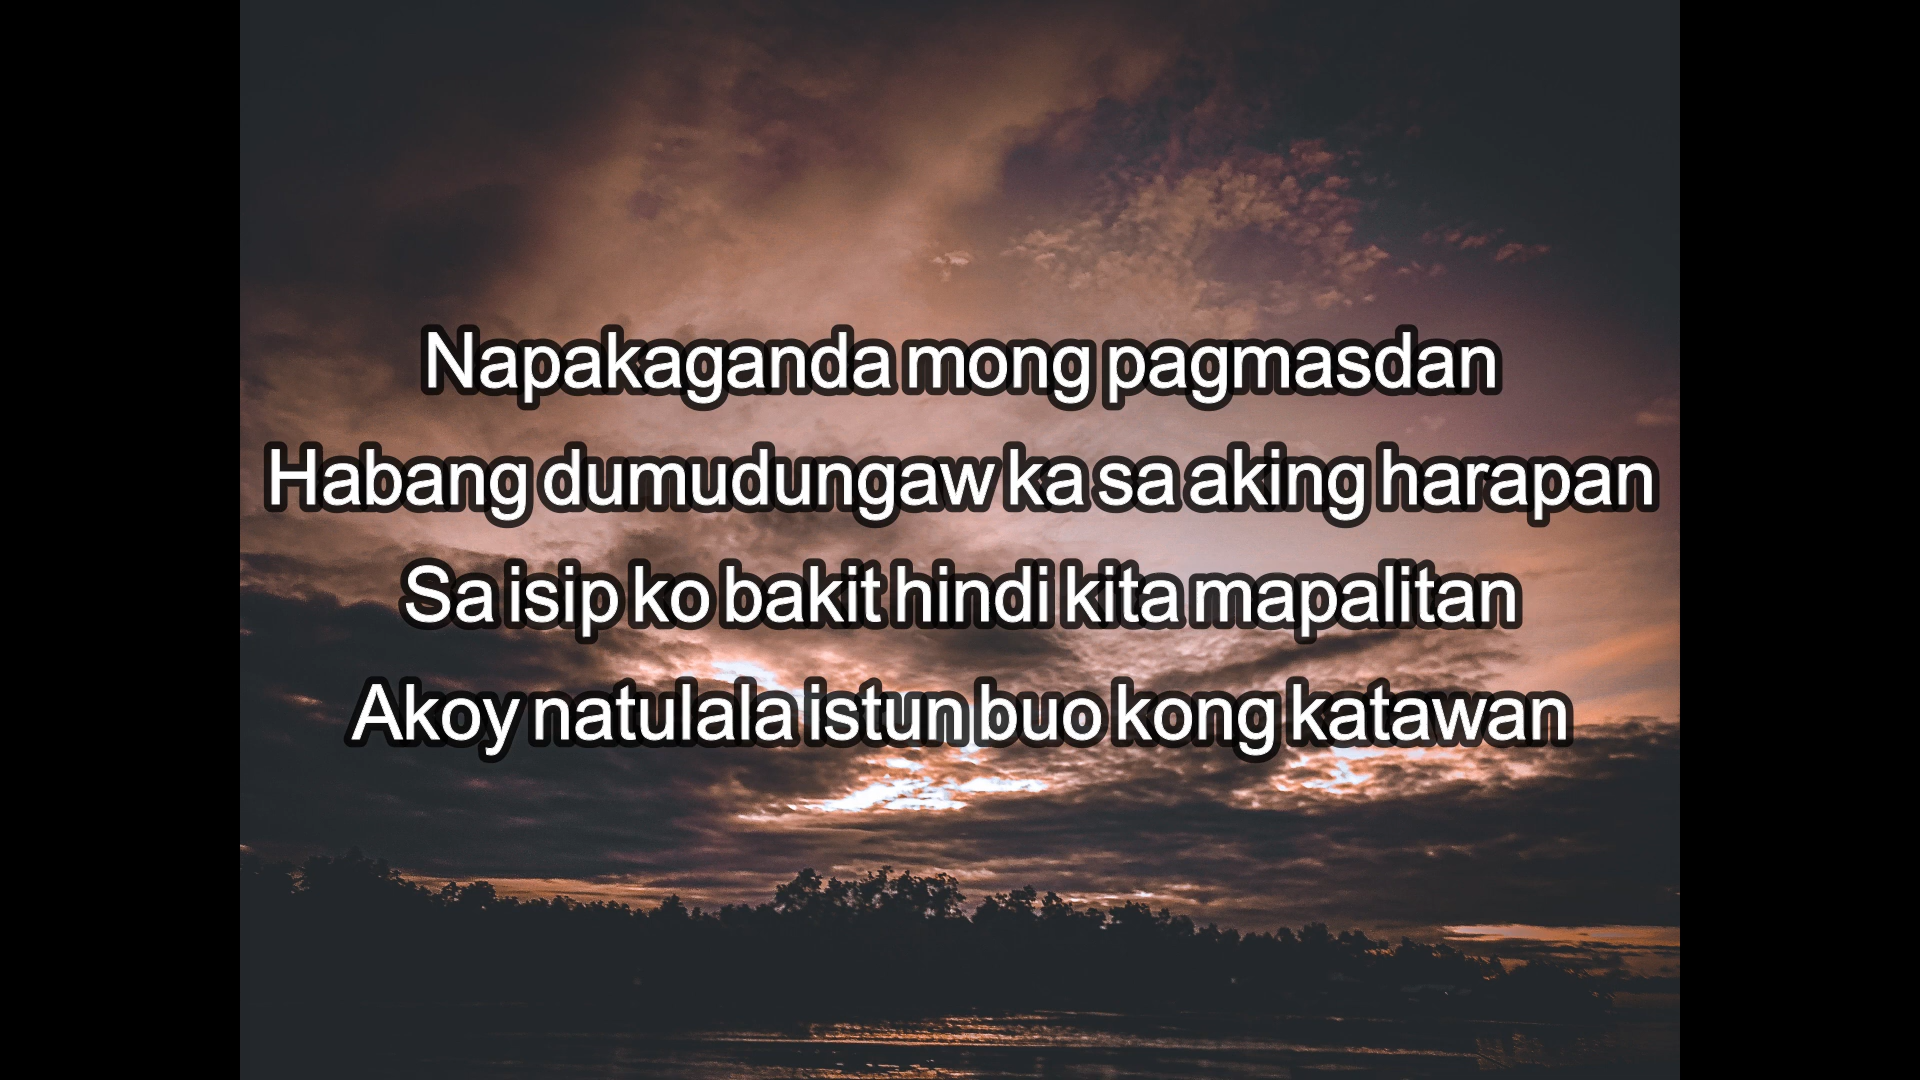 Napakaganda mong pagmasdan
Habang dumudungaw ka sa aking harapan
Sa isip ko bakit hindi kita mapalitan
Akoy natulala istun buo kong katawan